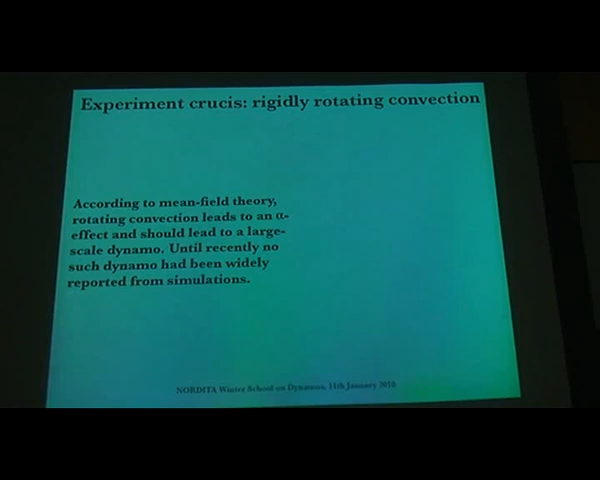 Experiment crucis: rigidly rotating convection
According to mean-field theory,
rotating convection leads to an α-
effect and should lead to a large-
scale dynamo. Until recently no
such dynamo had been widely
reported from simulations.
NORDITA Winter School on Dynamos, 11th January 2010